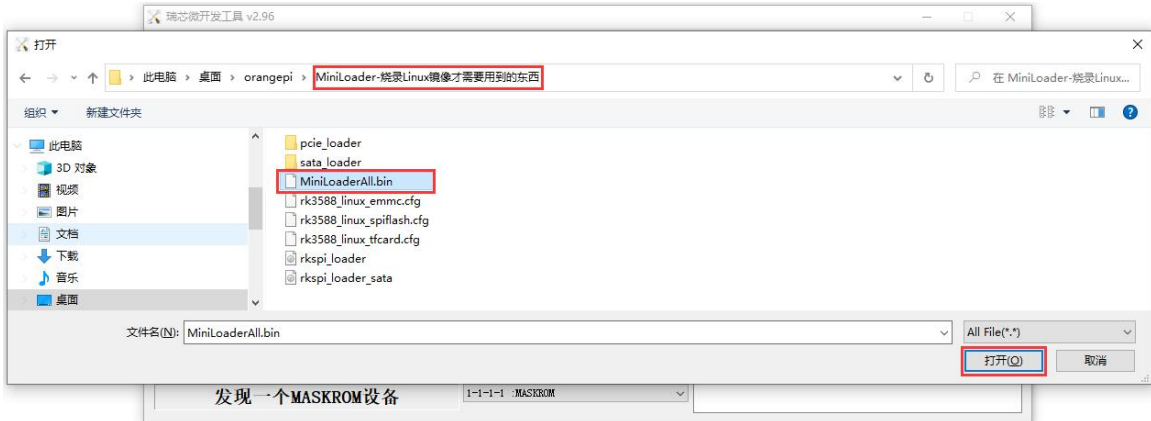 瑞芯微开发工具 v2.96
打开
此电脑 › 桌面 › orangepi › MiniLoader-烧录Linux镜像才需要用到的东西
在 MiniLoader-烧录Linux...
组织 新建文件夹
此电脑
3D 对象
视频
图片
文档
下载
音乐
桌面
pcie_loader
sata_loader
MiniLoaderAll.bin
rk3588_linux_emmc.cfg
rk3588_linux_spiflash.cfg
rk3588_linux_tfcard.cfg
rkspi_loader
rkspi_loader_sata
文件名(N): MiniLoaderAll.bin
All File(*.*)
打开(O) 取消
发现一个MASKROM设备
1-1-1-1 :MASKROM